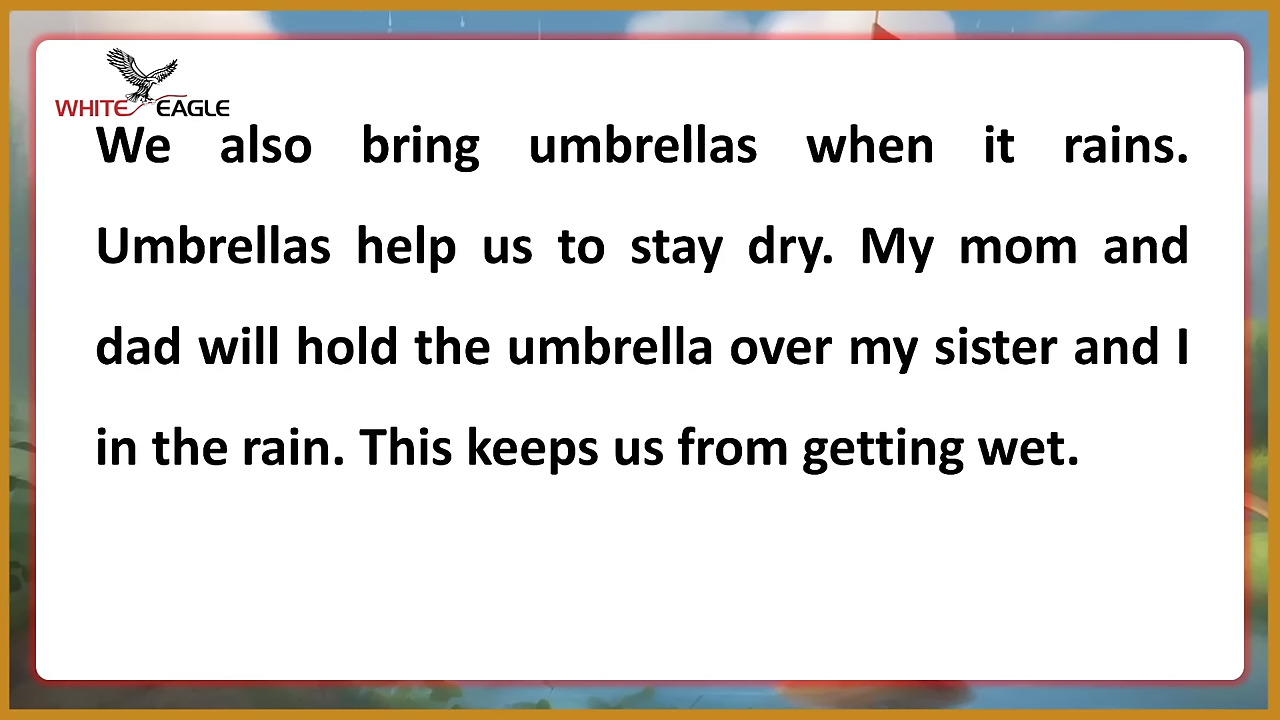 WHITE EAGLE
We also bring umbrellas when it rains.
Umbrellas help us to stay dry. My mom and
dad will hold the umbrella over my sister and I
in the rain. This keeps us from getting wet.